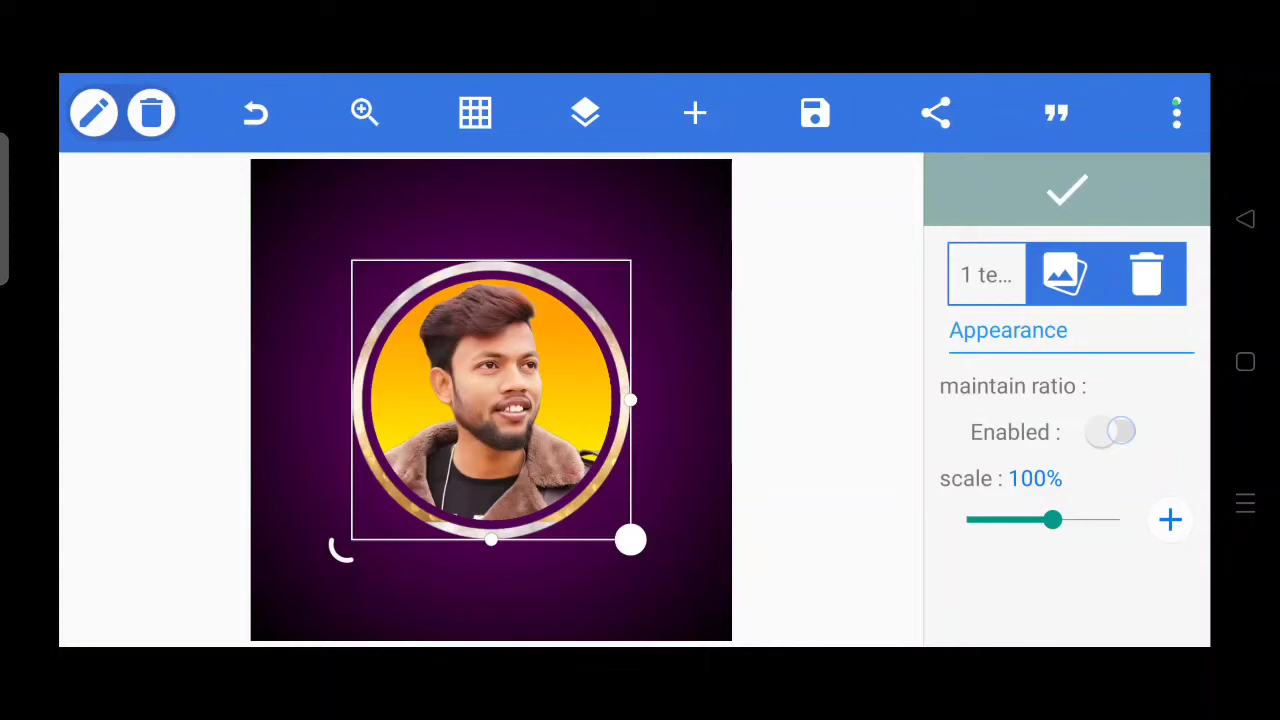 1 te...
Appearance
maintain ratio :
Enabled :
scale : 100%